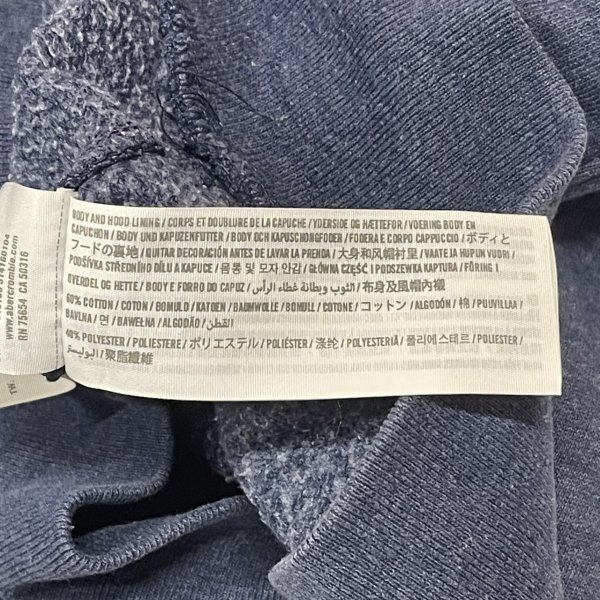 BODY AND HOOD LINING / CORPS ET DOUBLURE DE LA CAPUCHE / YDERSIDE OG HÆTTEFOR / VOERING BODY EN
CAPUCHON / BODY UND KAPUZENFUTTER / BODY OCH KAPUSCHONGFODER / FODERA E CORPO CAPPUCCIO / ボディと
フードの裏地 / QUITAR DECORACIÓN ANTES DE LAVAR LA PRENDA / 大身和风帽衬里 / VAATE JA HUPUN VUORI /
PODŠÍVKA STŘEDNÍHO DÍLU A KAPUCE / 몸통 및 모자 안감 / GŁÓWNA CZĘŚĆ I PODSZEWKA KAPTURA / FÔRING I
OVERDEL OG HETTE / BODY E FORRO DO CAPUZ / الثوب وبطانة غطاء الرأس / 布身及風帽內襯
60% COTTON / COTON / BOMULD / KATOEN / BAUMWOLLE / BOMULL / COTONE / コットン / ALGODÓN / 棉 / PUUVILLAA /
BAVLNA / 면 / BAWEŁNA / ALGODÃO / القطن
40% POLYESTER / POLIESTERE / ポリエステル / POLIÉSTER / 涤纶 / POLYESTERIÄ / 폴리에스테르 / POLIESTER /
البوليستر / 聚脂纖維
www.abercrombie.com
RN 75654 CA 50316
TW: